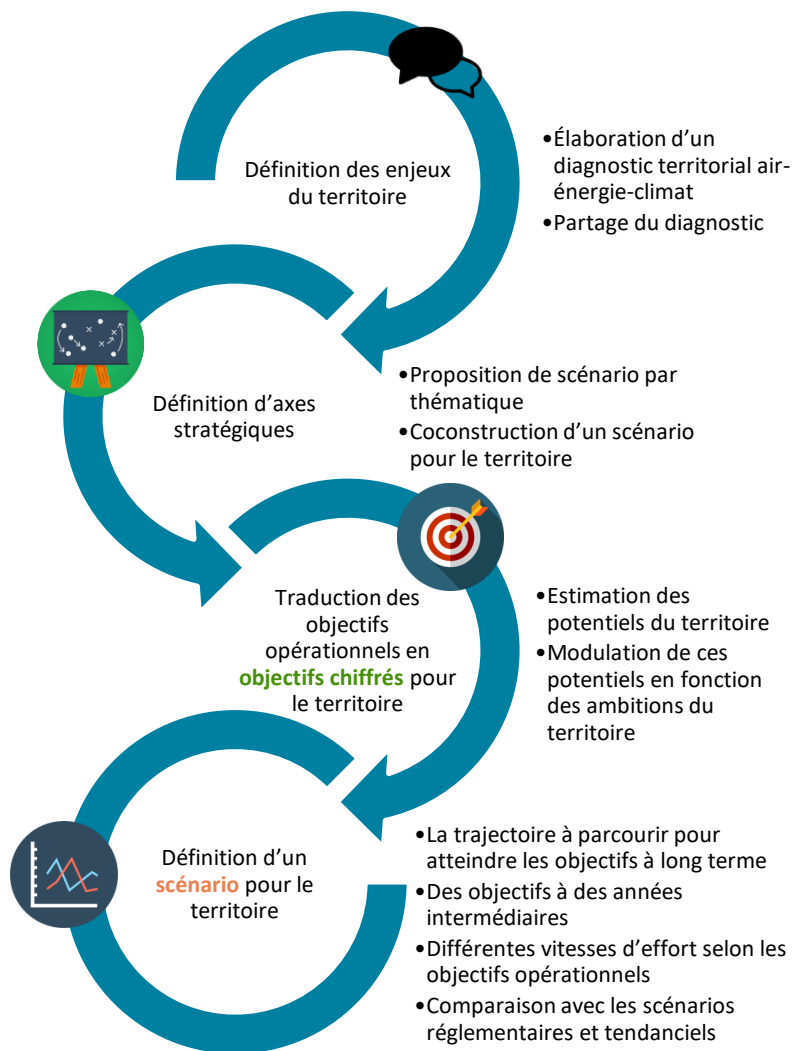 Définition des enjeux
du territoire
•Élaboration d’un
diagnostic territorial air-
énergie-climat
•Partage du diagnostic
Définition d’axes
stratégiques
•Proposition de scénario par
thématique
•Coconstruction d’un scénario
pour le territoire
Traduction des
objectifs
opérationnels en
objectifs chiffrés pour
le territoire
•Estimation des
potentiels du territoire
•Modulation de ces
potentiels en fonction
des ambitions du
territoire
Définition d’un
scénario pour le
territoire
•La trajectoire à parcourir pour
atteindre les objectifs à long terme
•Des objectifs à des années
intermédiaires
•Différentes vitesses d’effort selon les
objectifs opérationnels
•Comparaison avec les scénarios
réglementaires et tendanciels